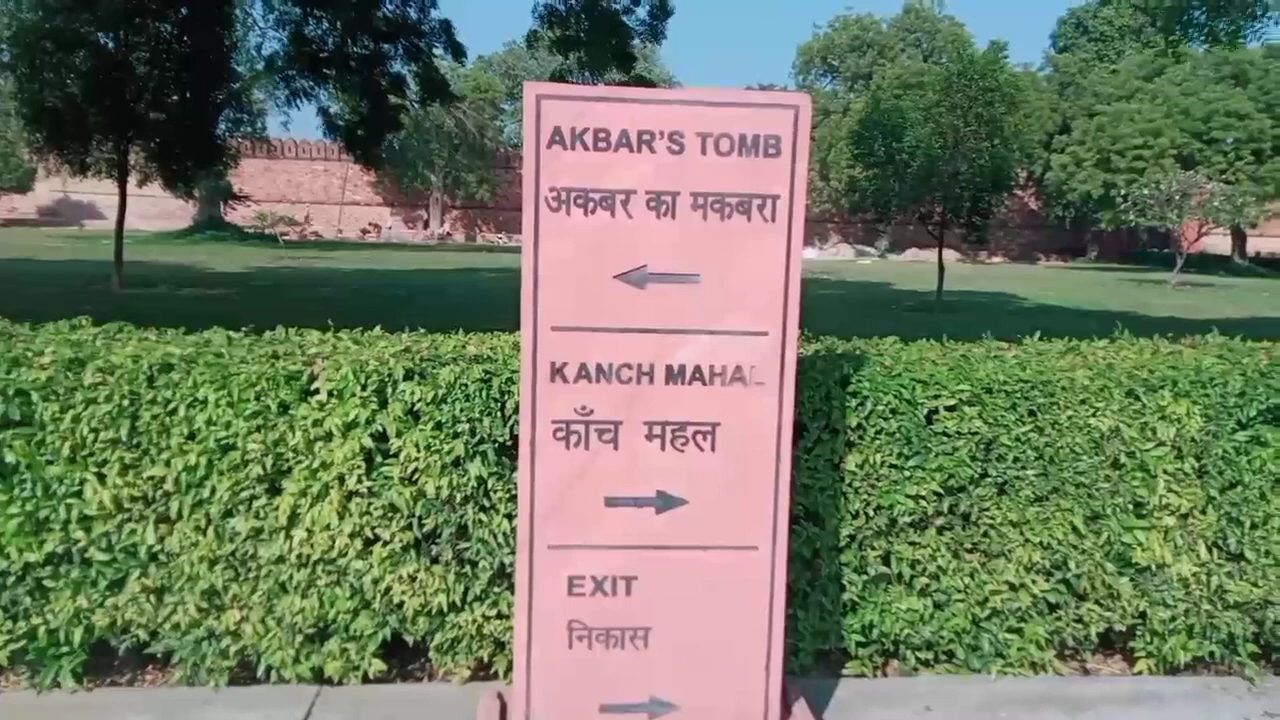 AKBAR'S TOMB
अकबर का मकबरा
KANCH MAHAL
काँच महल
EXIT
निकास